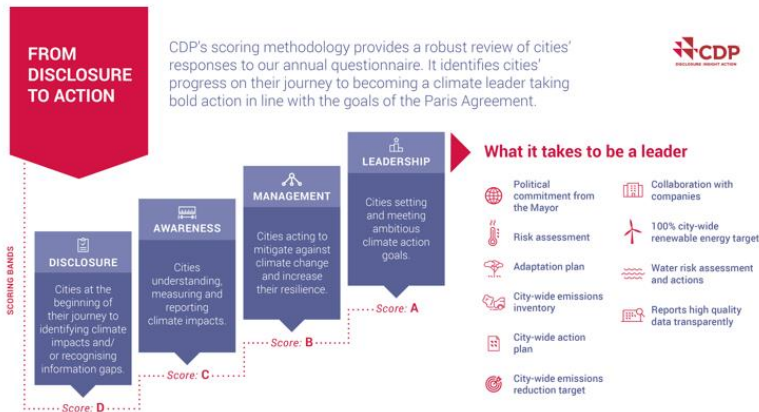 FROM
DISCLOSURE
TO ACTION
CDP's scoring methodology provides a robust review of cities'
responses to our annual questionnaire. It identifies cities'
progress on their journey to becoming a climate leader taking
bold action in line with the goals of the Paris Agreement.
CDP
DISCLOSURE INSIGHT ACTION
SCORING BANDS
DISCLOSURE
Cities at the
beginning of
their journey to
identifying climate
impacts and/
or recognising
information gaps.
Score: D
AWARENESS
Cities
understanding,
measuring and
reporting
climate impacts.
Score: C
MANAGEMENT
Cities acting to
mitigate against
climate change
and increase
their resilience.
Score: B
LEADERSHIP
Cities setting
and meeting
ambitious
climate action
goals.
Score: A
What it takes to be a leader
Political
commitment from
the Mayor
Risk assessment
Adaptation plan
City-wide emissions
inventory
City-wide action
plan
City-wide emissions
reduction target
Collaboration with
companies
100% city-wide
renewable energy target
Water risk assessment
and actions
Reports high quality
data transparently